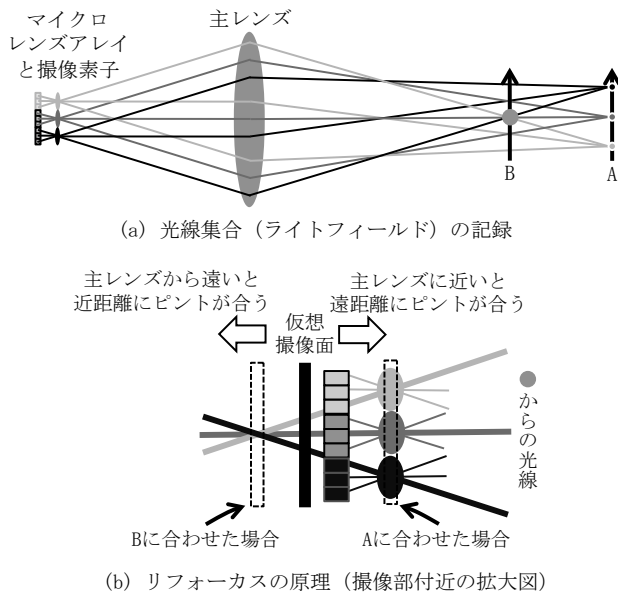 マイクロ
レンズアレイ
と撮像素子
主レンズ
B
A
(a) 光線集合（ライトフィールド）の記録
主レンズから遠いと
近距離にピントが合う
主レンズに近いと
遠距離にピントが合う
仮想
撮像面
からの光線
Bに合わせた場合
Aに合わせた場合
(b) リフォーカスの原理（撮像部付近の拡大図）